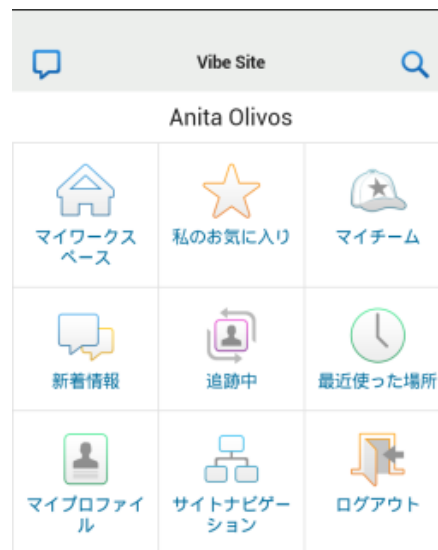 Vibe Site
Anita Olivos
マイワークス
ペース
私のお気に入り
マイチーム
新着情報
追跡中
最近使った場所
マイプロファイ
ル
サイトナビゲー
ション
ログアウト